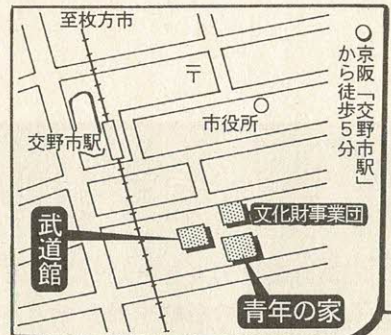 至枚方市
〒
市役所
交野市駅
○京阪「交野市駅」
から徒歩5分
文化財事業団
武道館
青年の家